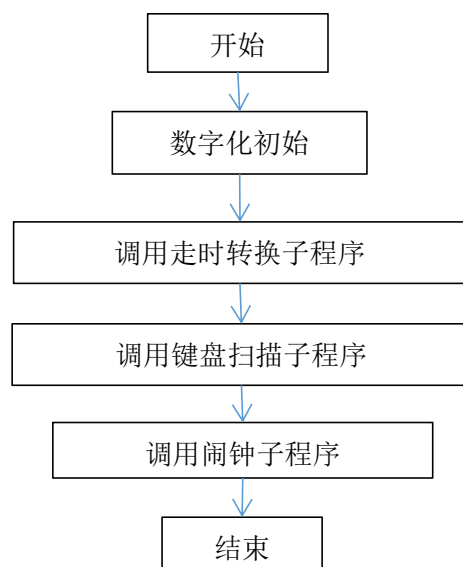 开始
数字化初始
调用走时转换子程序
调用键盘扫描子程序
调用闹钟子程序
结束